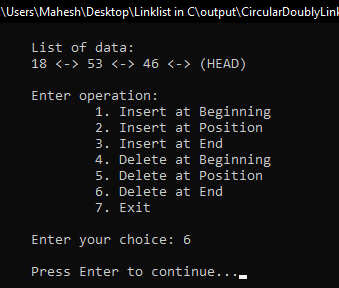 \Users\Mahesh\Desktop\Linklist in C\output\CircularDoublyLin
List of data:
18 <-> 53 <-> 46 <-> (HEAD)
Enter operation:
1. Insert at Beginning
2. Insert at Position
3. Insert at End
4. Delete at Beginning
5. Delete at Position
6. Delete at End
7. Exit
Enter your choice: 6
Press Enter to continue..._